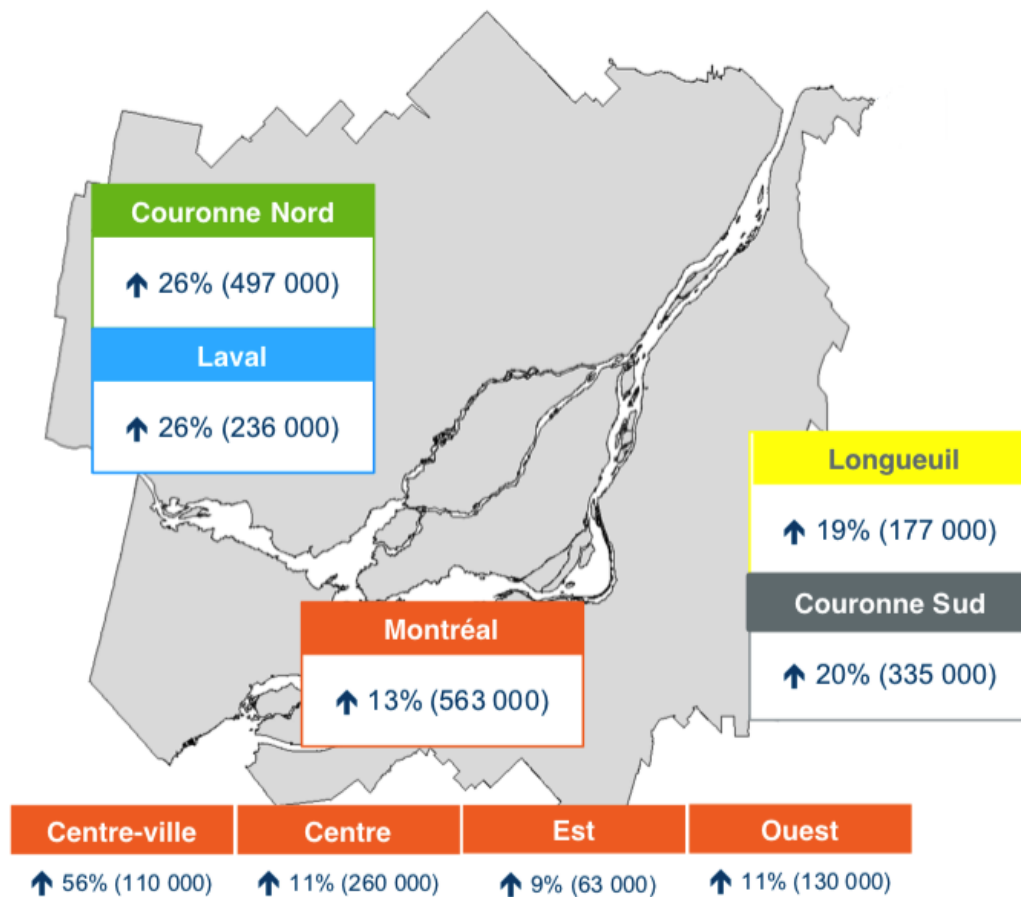 Couronne Nord
↑ 26% (497 000)
Laval
↑ 26% (236 000)
Longueuil
↑ 19% (177 000)
Couronne Sud
↑ 20% (335 000)
Montréal
↑ 13% (563 000)
Centre-ville
↑ 56% (110 000)
Centre
↑ 11% (260 000)
Est
↑ 9% (63 000)
Ouest
↑ 11% (130 000)